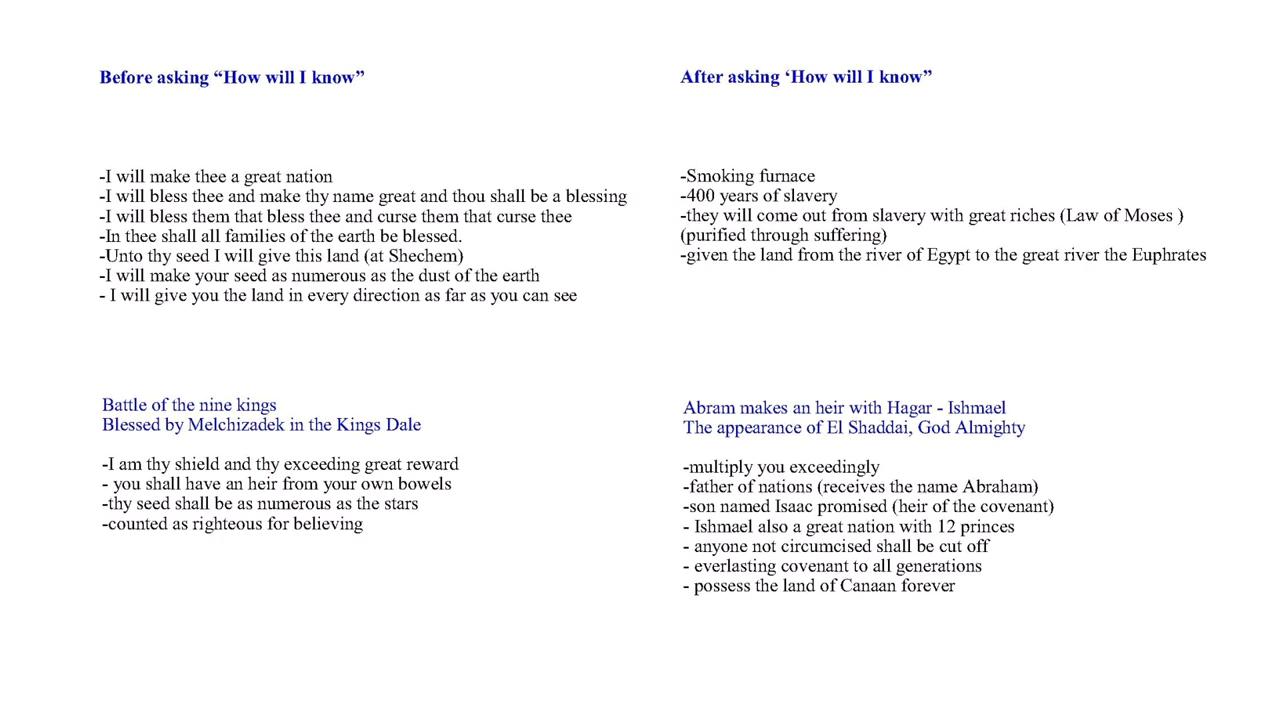 Before asking “How will I know”
-I will make thee a great nation
-I will bless thee and make thy name great and thou shall be a blessing
-I will bless them that bless thee and curse them that curse thee
-In thee shall all families of the earth be blessed.
-Unto thy seed I will give this land (at Shechem)
-I will make your seed as numerous as the dust of the earth
- I will give you the land in every direction as far as you can see
Battle of the nine kings
Blessed by Melchizadek in the Kings Dale
-I am thy shield and thy exceeding great reward
- you shall have an heir from your own bowels
-thy seed shall be as numerous as the stars
-counted as righteous for believing
After asking ‘How will I know”
-Smoking furnace
-400 years of slavery
-they will come out from slavery with great riches (Law of Moses )
(purified through suffering)
-given the land from the river of Egypt to the great river the Euphrates
Abram makes an heir with Hagar - Ishmael
The appearance of El Shaddai, God Almighty
-multiply you exceedingly
-father of nations (receives the name Abraham)
-son named Isaac promised (heir of the covenant)
- Ishmael also a great nation with 12 princes
- anyone not circumcised shall be cut off
- everlasting covenant to all generations
- possess the land of Canaan forever